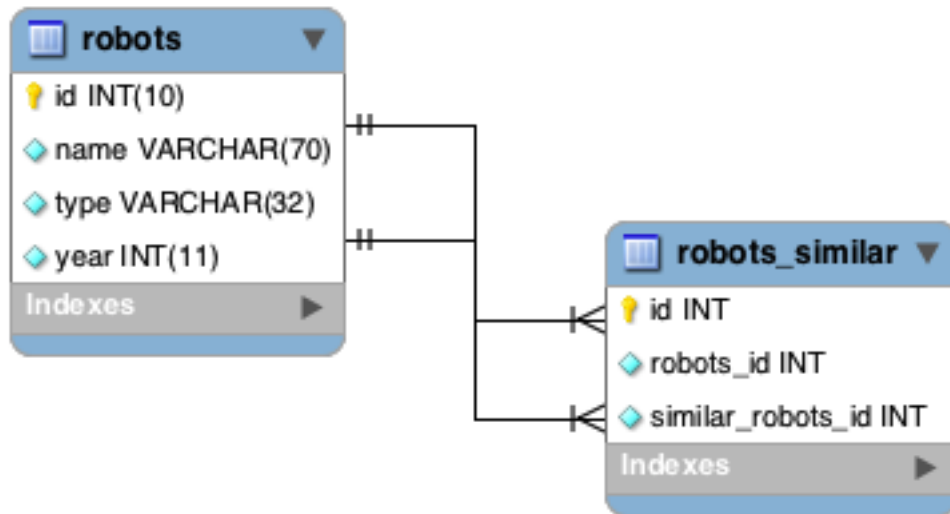 robots
id INT(10)
name VARCHAR(70)
type VARCHAR(32)
year INT(11)
Indexes
robots_similar
id INT
robots_id INT
similar_robots_id INT
Indexes